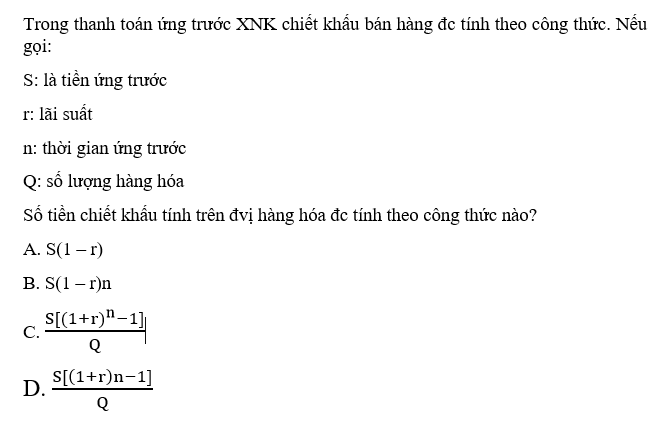 Trong thanh toán ứng trước XNK chiết khấu bán hàng đc tính theo công thức. Nếu
gọi:
S: là tiền ứng trước
r: lãi suất
n: thời gian ứng trước
Q: số lượng hàng hóa
Số tiền chiết khấu tính trên đvị hàng hóa đc tính theo công thức nào?
A. S(1 – r)
B. S(1 – r)n
C. S[(1+r)ⁿ−1]
Q
D. S[(1+r)n−1]
Q